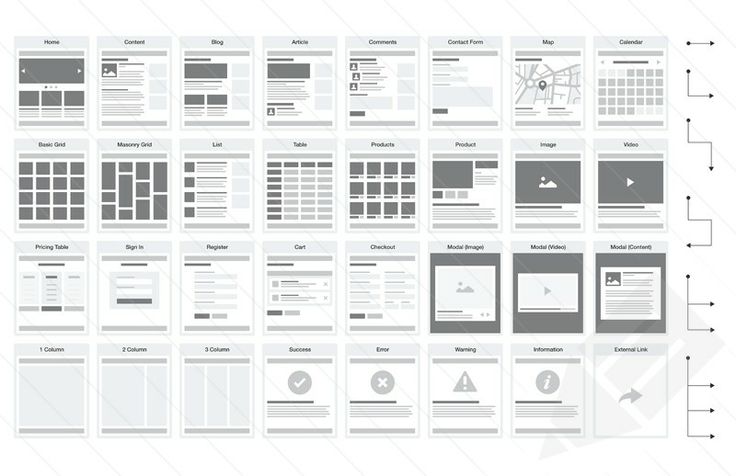 Home Content Blog Article Comments Contact Form Map Calendar
Basic Grid Masonry Grid List Table Products Product Image Video
Pricing Table Sign In Register Cart Checkout Modal (Image) Modal (Video) Modal (Content)
1 Column 2 Column 3 Column Success Error Warning Information External Link